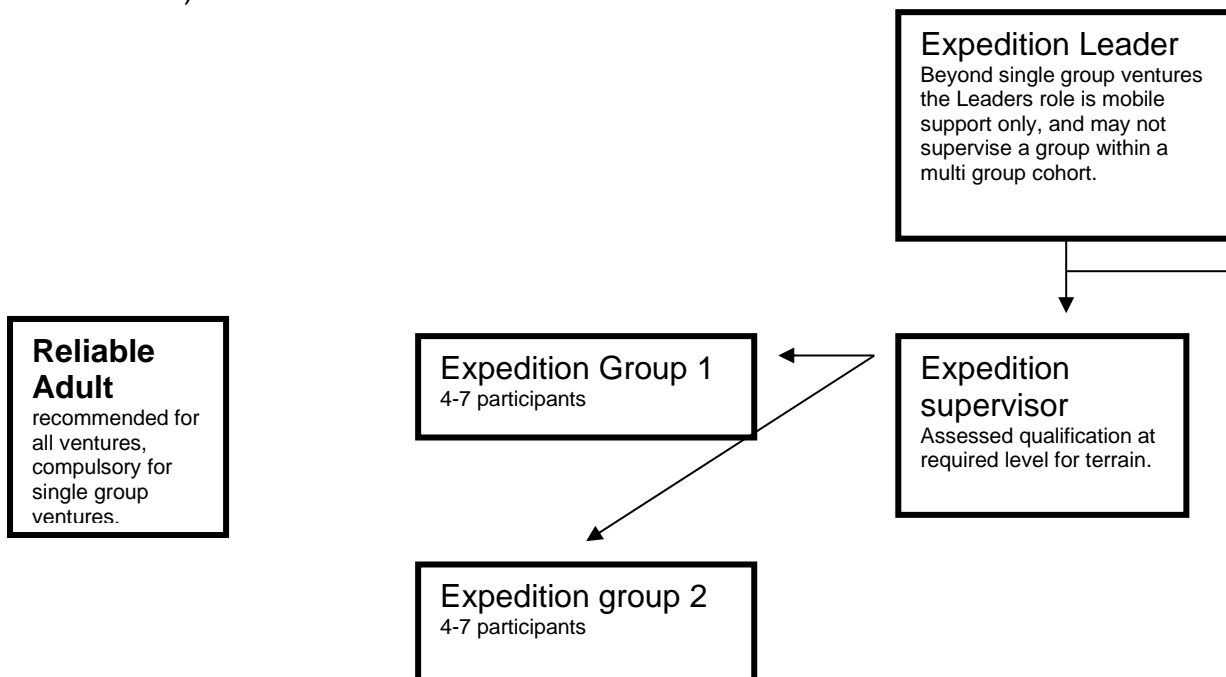 Expedition Leader
Beyond single group ventures
the Leaders role is mobile
support only, and may not
supervise a group within a
multi group cohort.
Reliable
Adult
recommended for
all ventures,
compulsory for
single group
ventures.
Expedition Group 1
4-7 participants
Expedition
supervisor
Assessed qualification at
required level for terrain.
Expedition group 2
4-7 participants